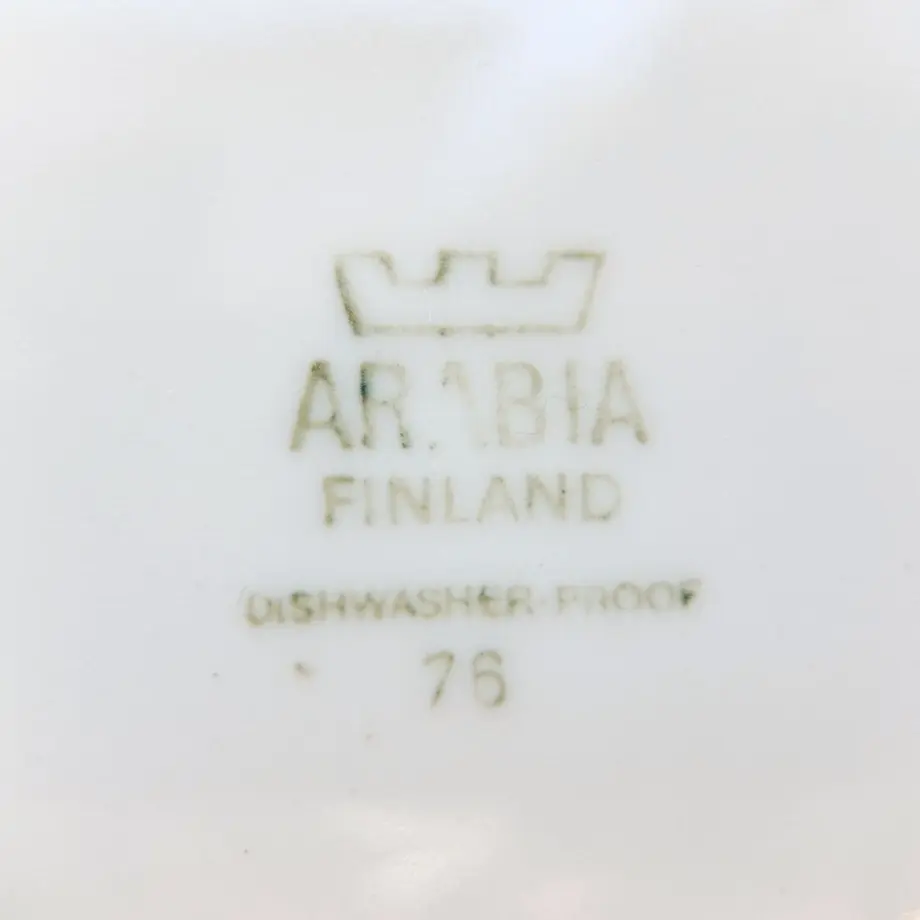 ARABIA
FINLAND
DISHWASHER-PROOF
76